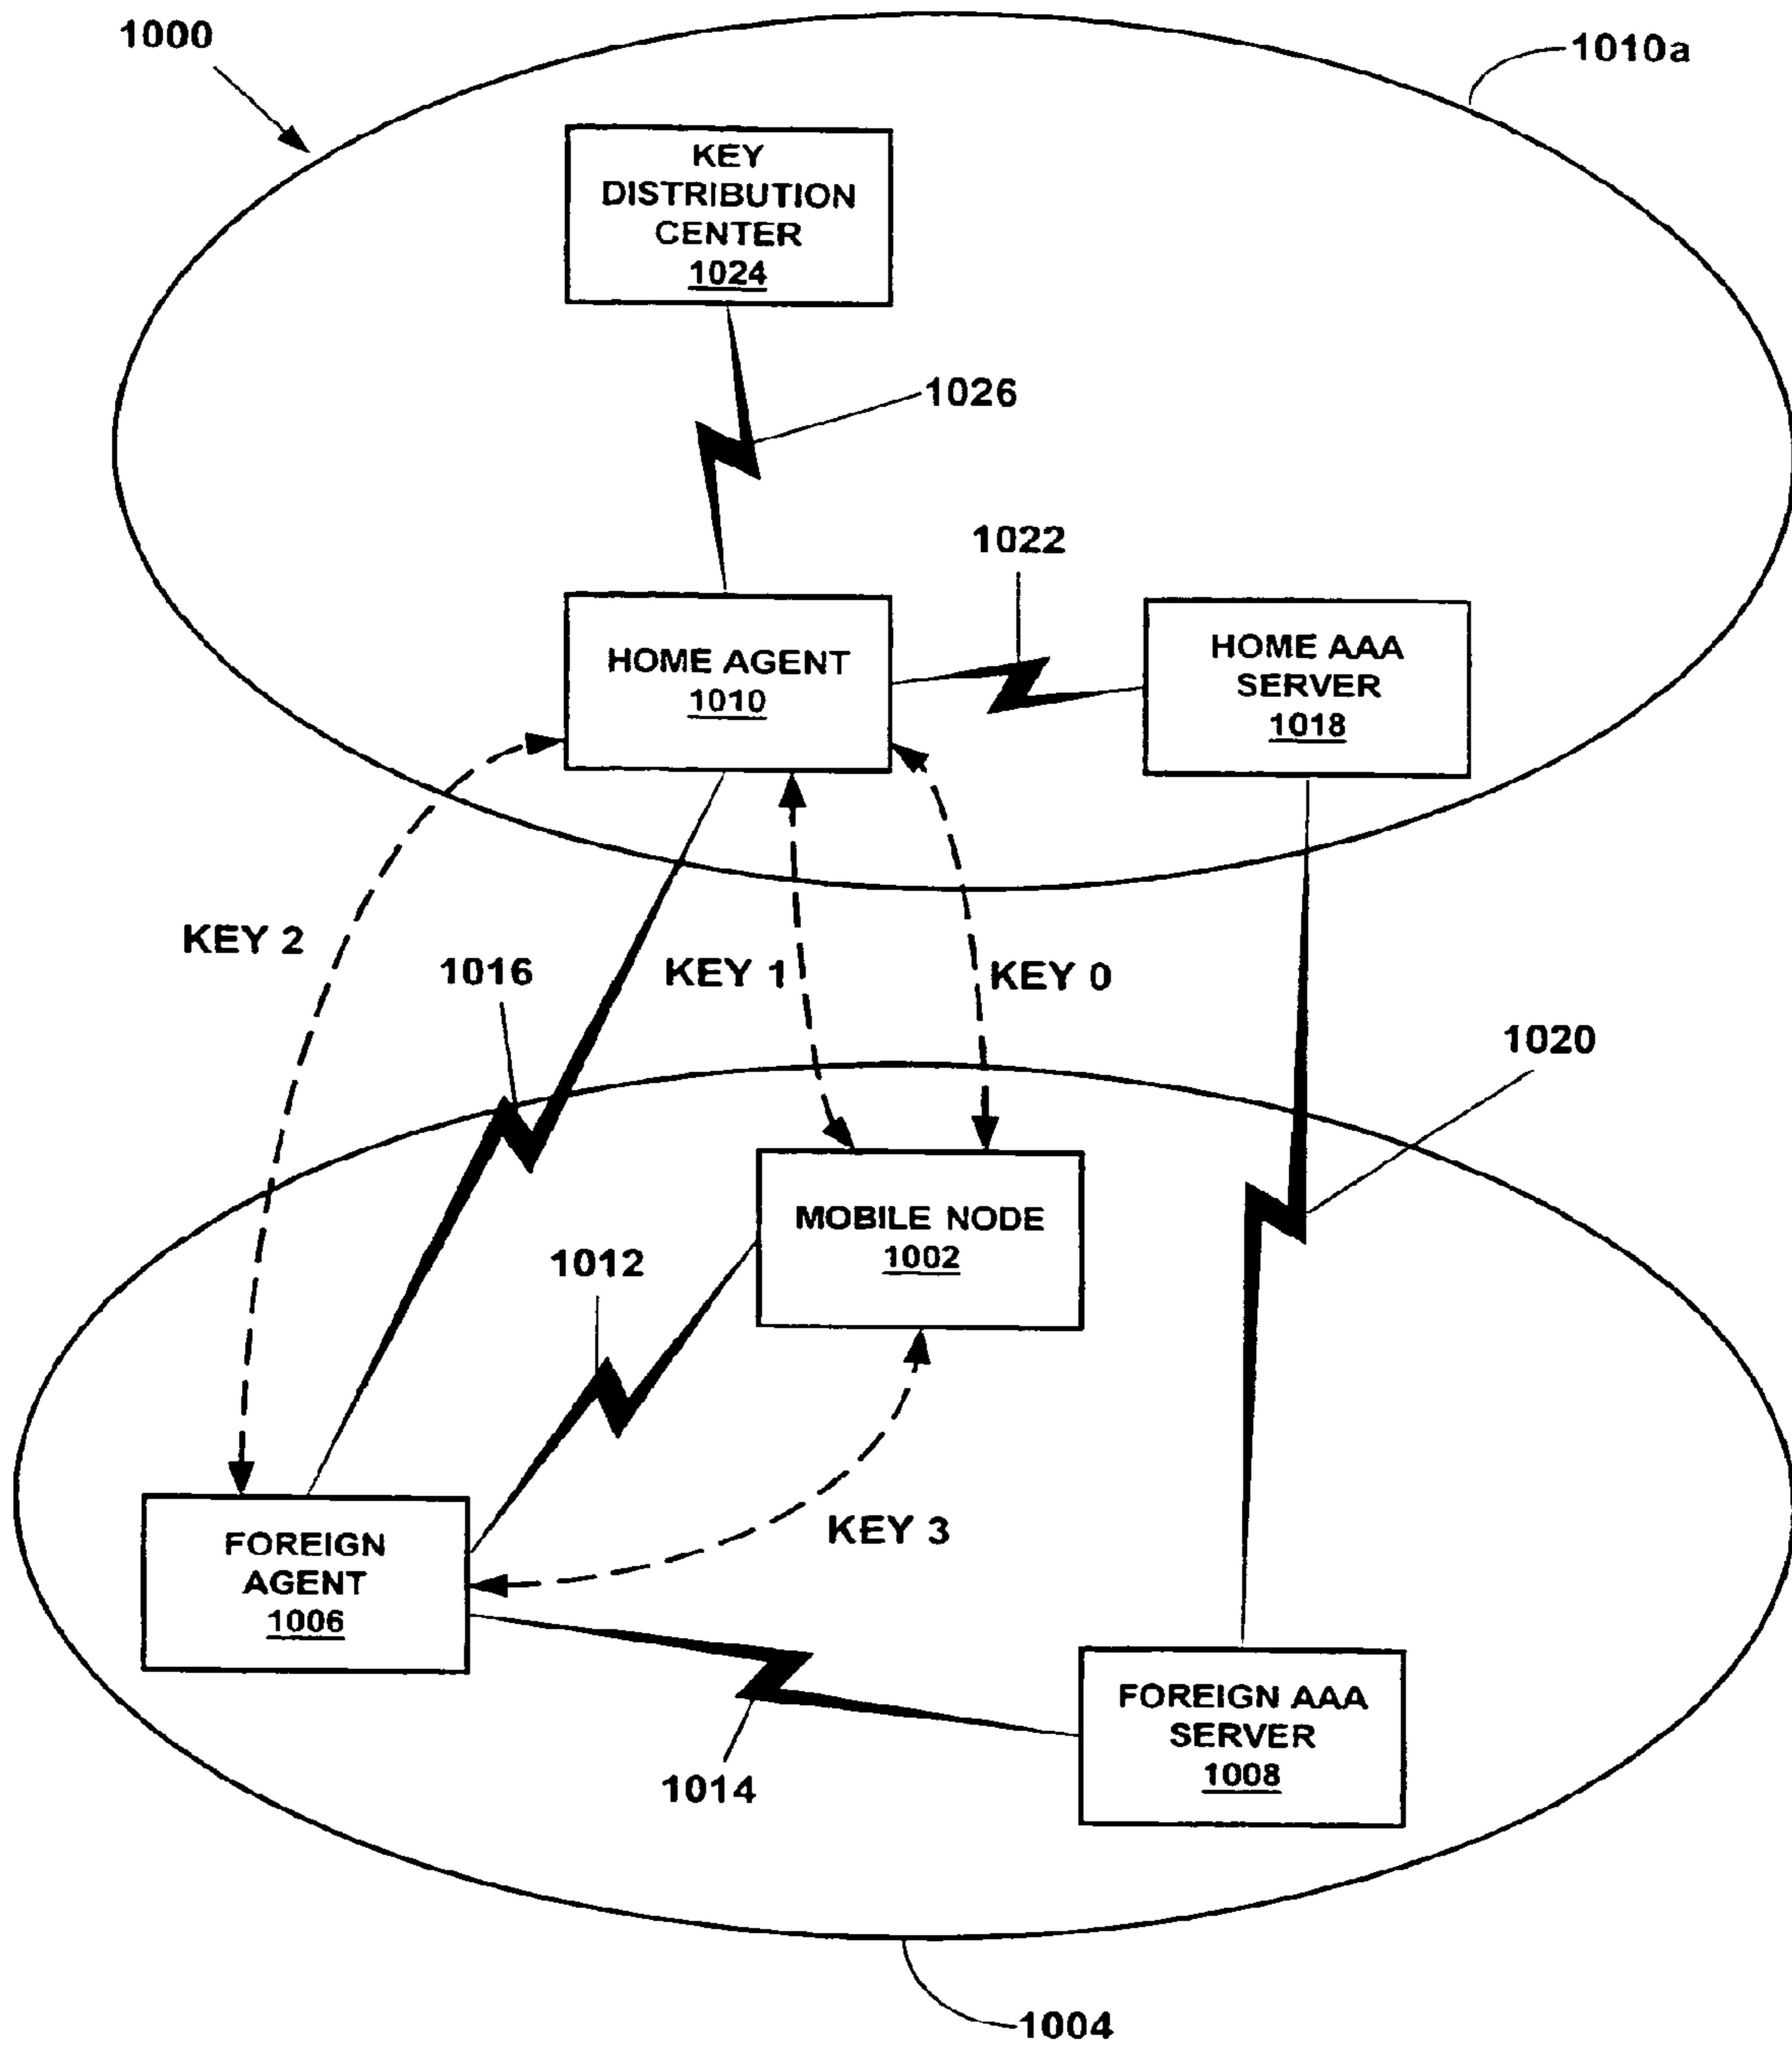 1000
1010a
KEY
DISTRIBUTION
CENTER
1024
1026
1022
HOME AGENT
1010
HOME AAA
SERVER
1018
KEY 2
1016
KEY 1
KEY 0
1020
MOBILE NODE
1002
1012
KEY 3
FOREIGN
AGENT
1006
FOREIGN AAA
SERVER
1008
1014
1004